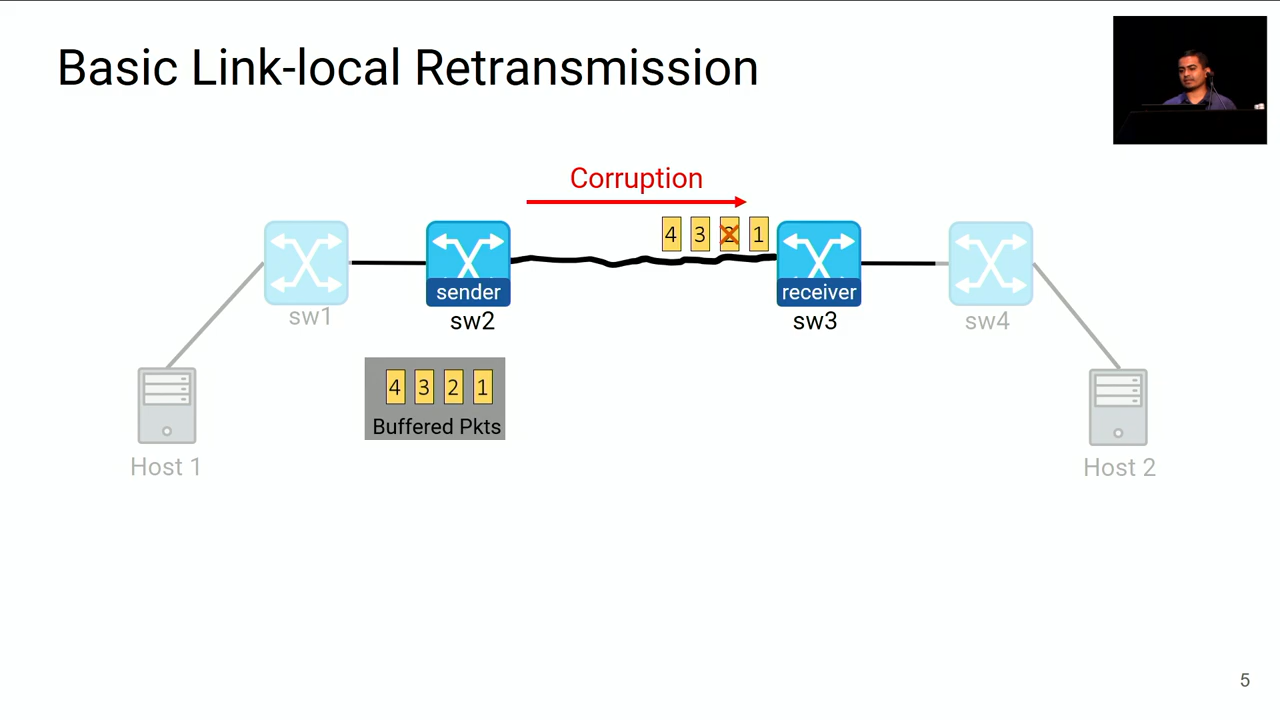 Basic Link-local Retransmission
Corruption
4 3 2 1
sender
receiver
sw1
sw2
sw3
sw4
4 3 2 1
Buffered Pkts
Host 1
Host 2
5